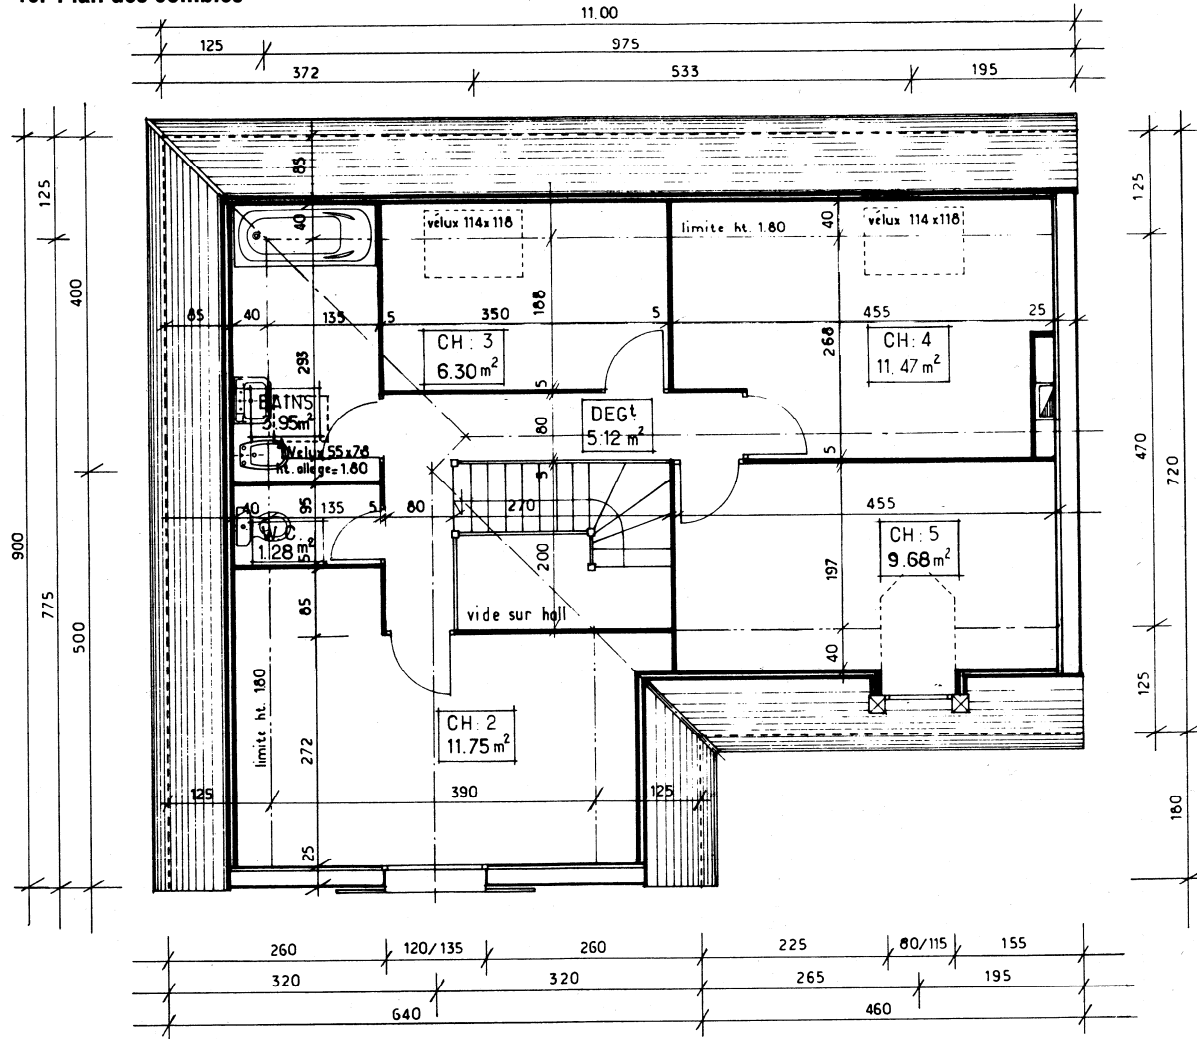 11.00
125 975
372 533 195
85
125
125
40
vélux 114x118
limite ht. 1.80
40
vélux 114x118
400
188
85 40 135 5 350 5 455 25
CH: 3
6.30 m²
CH: 4
11.47 m²
268
293
5
BAINS
3.95m²
DEGt
5.12 m²
80
Velux 55x78
ht. allege=1.80
5
5
470
720
40 135 5 80 270 455
95
W.C.
1.28 m²
5
200
CH: 5
9.68 m²
197
900
775
500
85
vide sur hall
40
125
limite ht. 180
CH: 2
11.75 m²
272
125 390 125
180
25
260 120/135 260 225 80/115 155
320 320 265 195
640 460